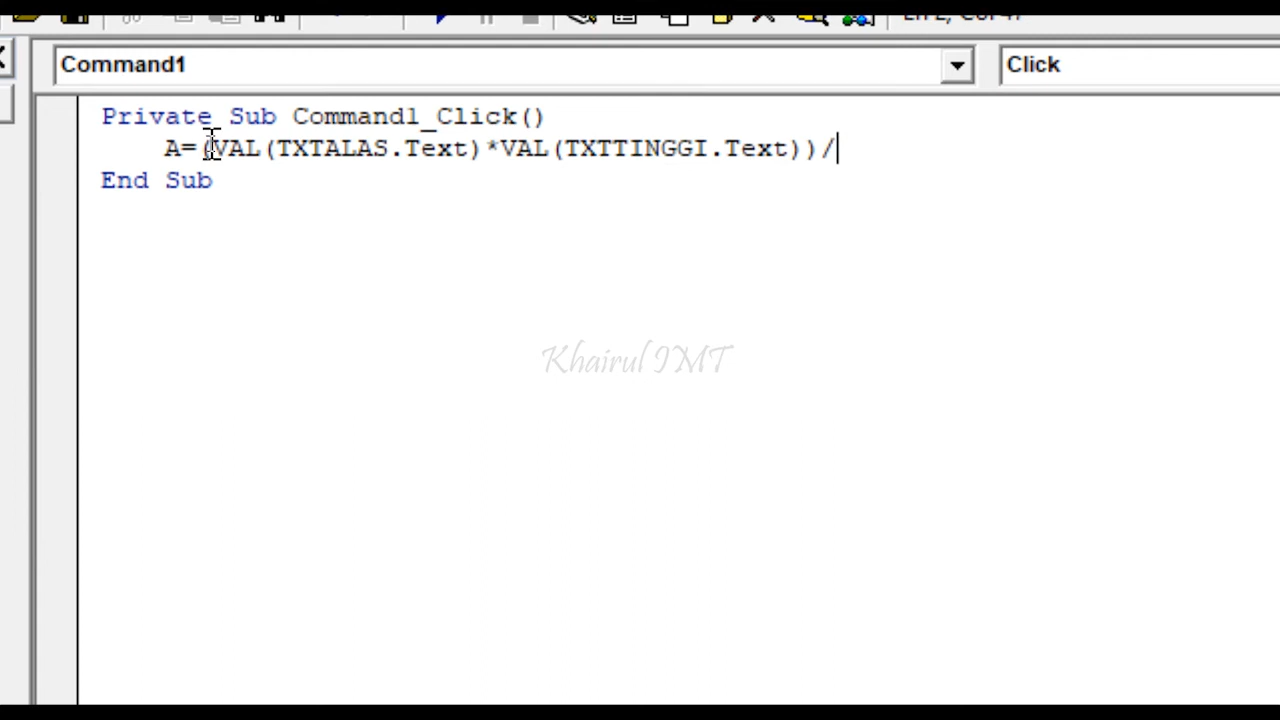 Command1
Click
Private Sub Command1_Click()
A=(VAL(TXTALAS.Text)*VAL(TXTTINGGI.Text))/
End Sub
Khairul IMT